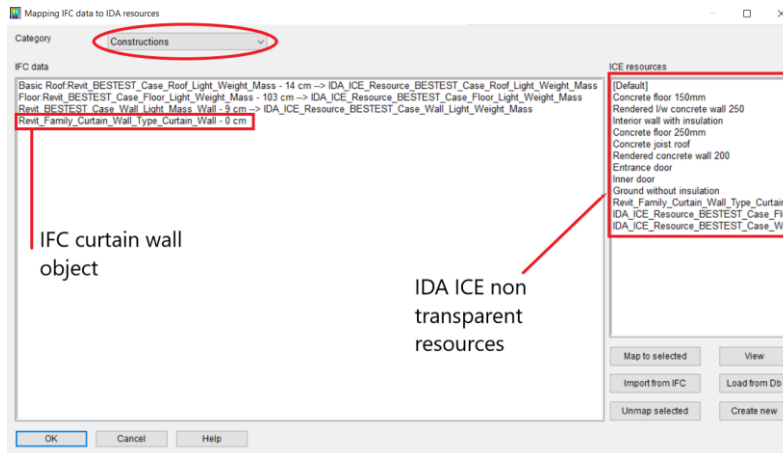 Mapping IFC data to IDA resources
Category
Constructions
IFC data
Basic Roof:Revit_BESTEST_Case_Roof_Light_Weight_Mass - 14 cm --> IDA_ICE_Resource_BESTEST_Case_Roof_Light_Weight_Mass
Floor:Revit_BESTEST_Case_Floor_Light_Weight_Mass - 103 cm --> IDA_ICE_Resource_BESTEST_Case_Floor_Light_Weight_Mass
Revit_BESTEST_Case_Wall_Light_Mass_Wall - 9 cm --> IDA_ICE_Resource_BESTEST_Case_Wall_Light_Weight_Mass
Revit_Family_Curtain_Wall_Type_Curtain_Wall - 0 cm
IFC curtain wall
object
IDA ICE non
transparent
resources
ICE resources
[Default]
Concrete floor 150mm
Rendered l/w concrete wall 250
Interior wall with insulation
Concrete floor 250mm
Concrete joist roof
Rendered concrete wall 200
Entrance door
Inner door
Ground without insulation
Revit_Family_Curtain_Wall_Type_Curtain
IDA_ICE_Resource_BESTEST_Case_Fl
IDA_ICE_Resource_BESTEST_Case_W
Map to selected
View
Import from IFC
Load from Db
Unmap selected
Create new
OK
Cancel
Help